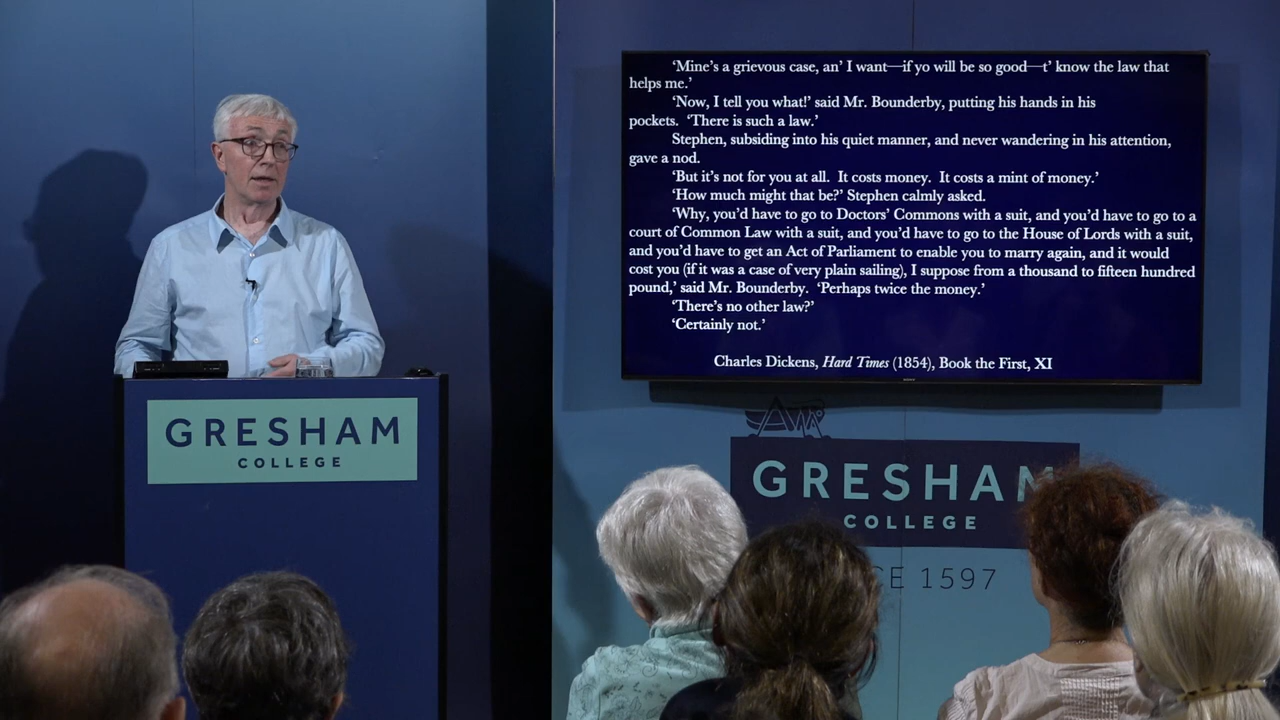 ‘Mine’s a grievous case, an’ I want—if yo will be so good—t’ know the law that
helps me.’
‘Now, I tell you what!’ said Mr. Bounderby, putting his hands in his
pockets.  ‘There is such a law.’
Stephen, subsiding into his quiet manner, and never wandering in his attention,
gave a nod.
‘But it’s not for you at all.  It costs money.  It costs a mint of money.’
‘How much might that be?’ Stephen calmly asked.
‘Why, you’d have to go to Doctors’ Commons with a suit, and you’d have to go to a
court of Common Law with a suit, and you’d have to go to the House of Lords with a suit,
and you’d have to get an Act of Parliament to enable you to marry again, and it would
cost you (if it was a case of very plain sailing), I suppose from a thousand to fifteen hundred
pound,’ said Mr. Bounderby.  ‘Perhaps twice the money.’
‘There’s no other law?’
‘Certainly not.’
Charles Dickens, Hard Times (1854), Book the First, XI
SONY
GRESHAM
COLLEGE
GRESHAM
COLLEGE
CE 1597